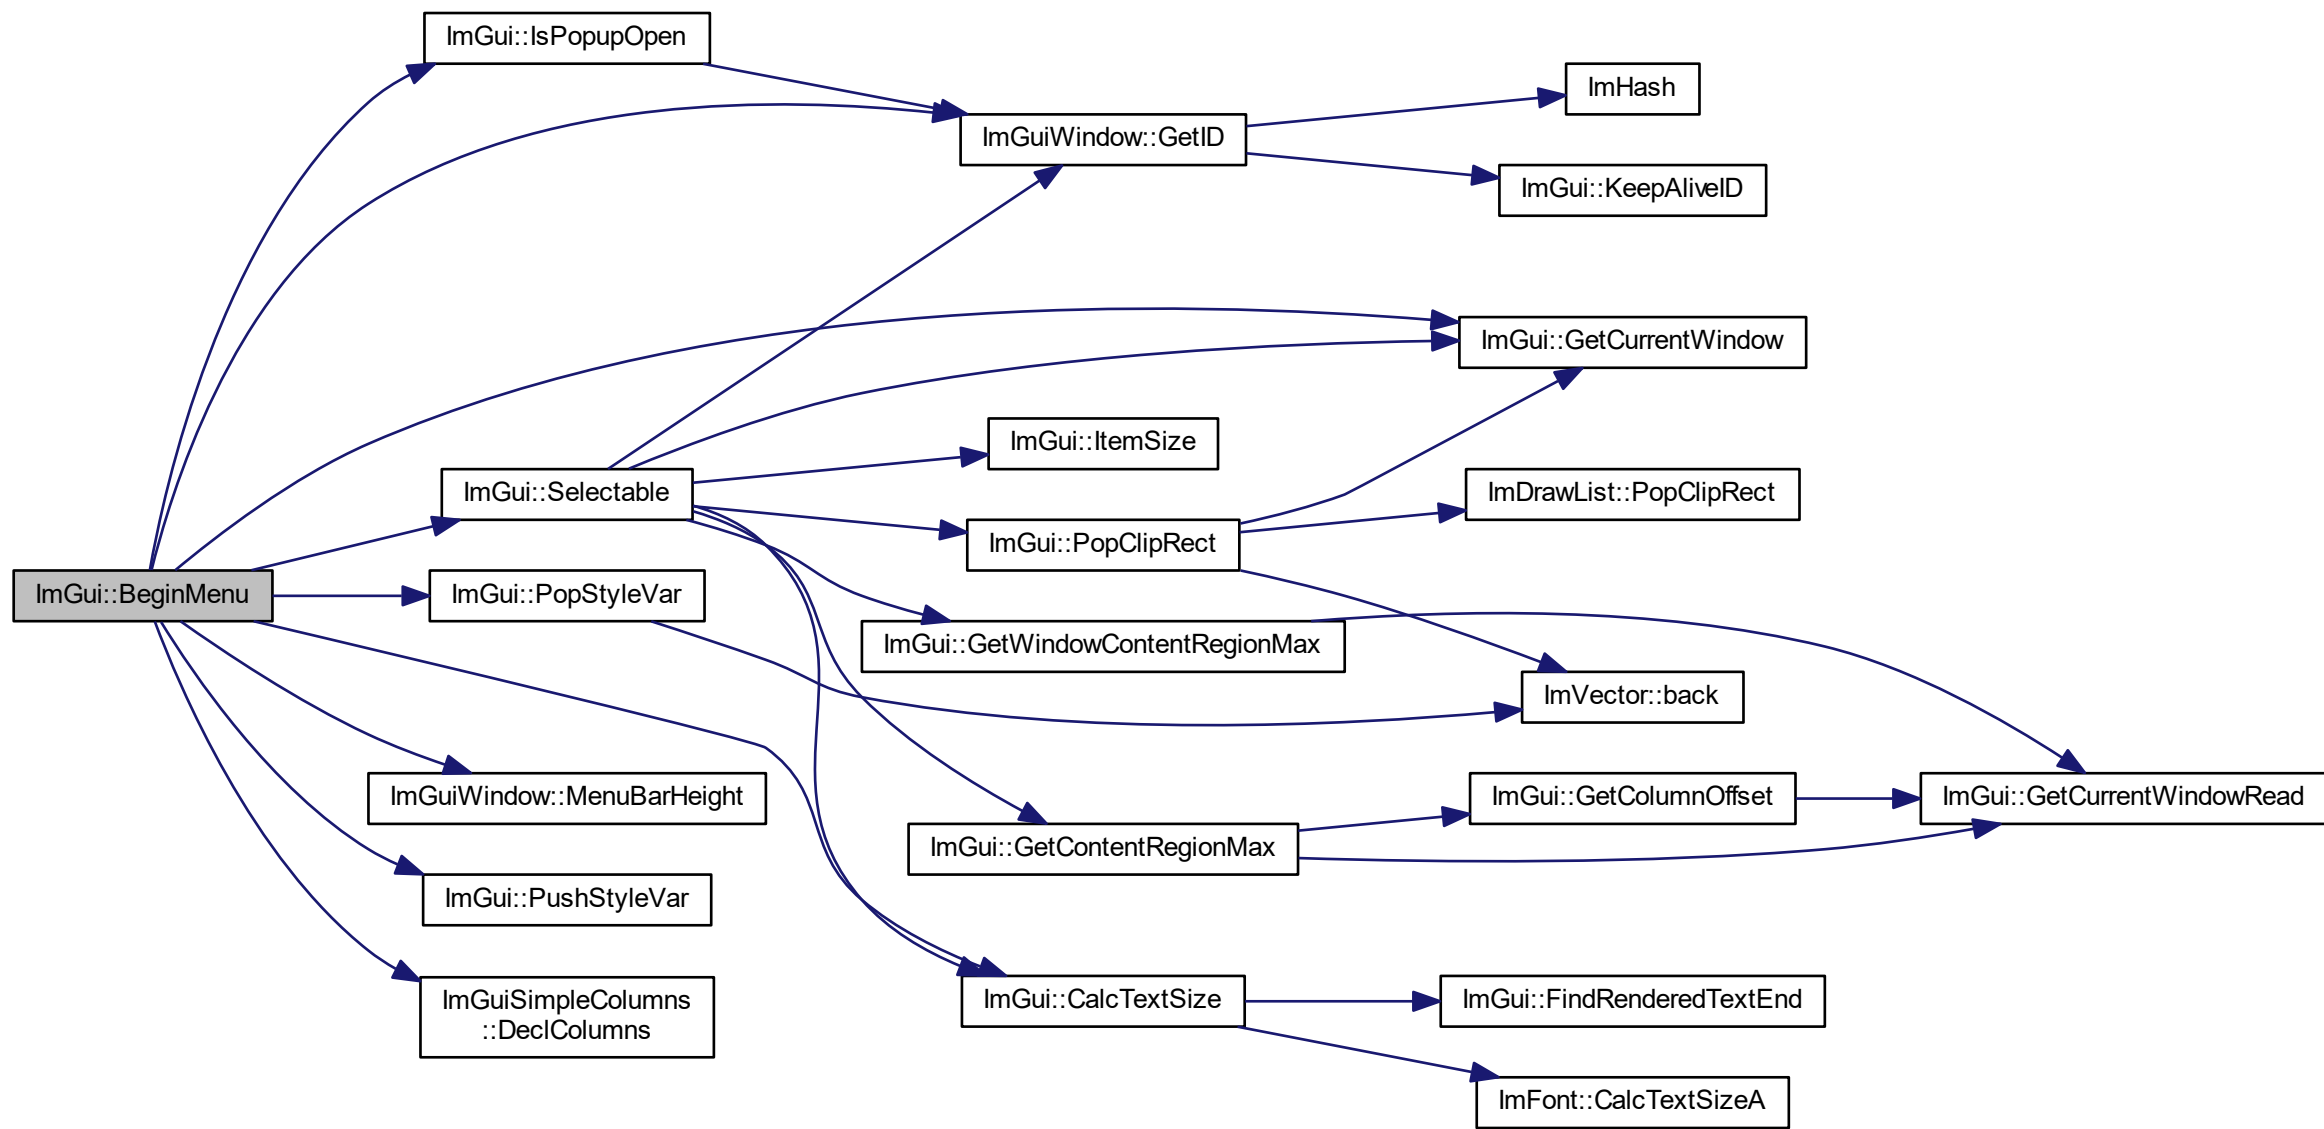 ImGui::IsPopupOpen
ImHash
ImGuiWindow::GetID
ImGui::KeepAliveID
ImGui::GetCurrentWindow
ImGui::ItemSize
ImGui::Selectable
ImDrawList::PopClipRect
ImGui::PopClipRect
ImGui::BeginMenu
ImGui::PopStyleVar
ImGui::GetWindowContentRegionMax
ImVector::back
ImGuiWindow::MenuBarHeight
ImGui::GetColumnOffset
ImGui::GetCurrentWindowRead
ImGui::GetContentRegionMax
ImGui::PushStyleVar
ImGuiSimpleColumns
::DeclColumns
ImGui::CalcTextSize
ImGui::FindRenderedTextEnd
ImFont::CalcTextSizeA